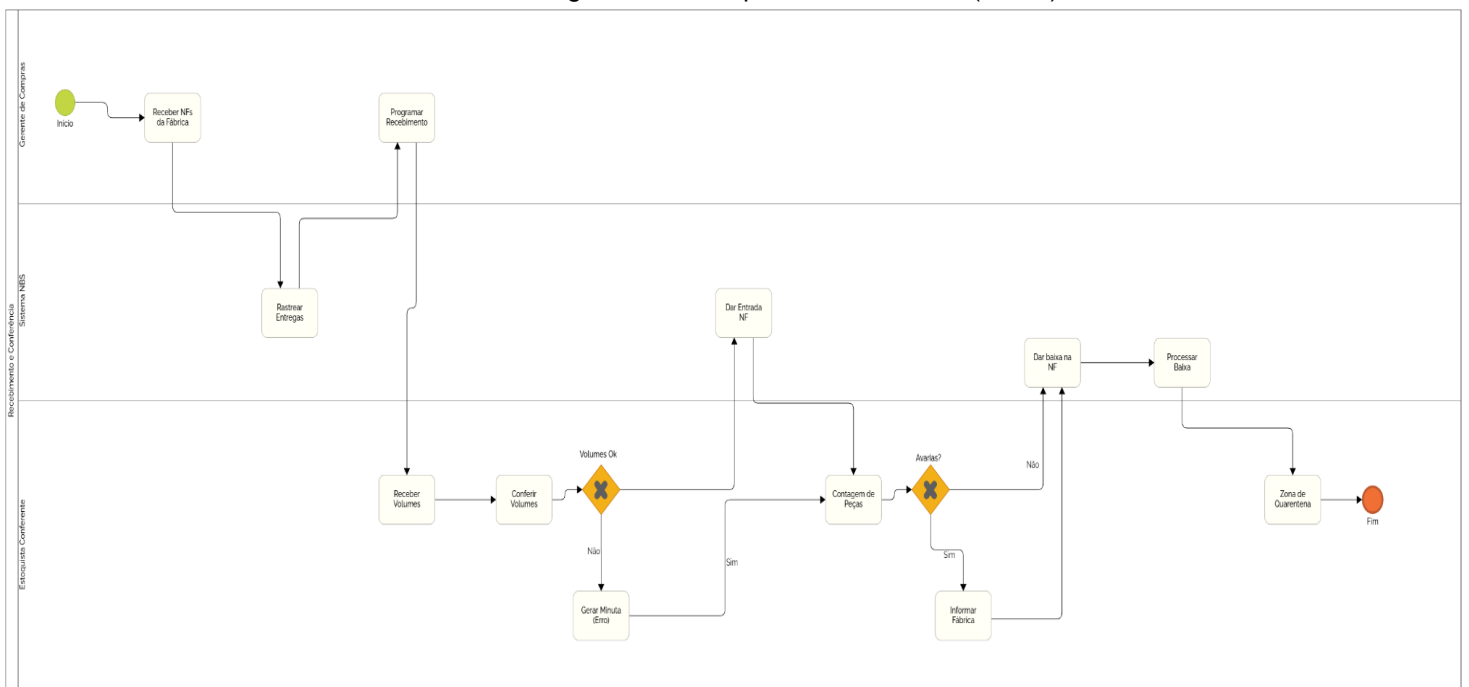 Recebimento e Conferência
Gerente de Compras
Início
Receber NFs
da Fábrica
Programar
Recebimento
Sistema NBS
Rastrear
Entregas
Dar Entrada
NF
Dar baixa na
NF
Processar
Baixa
Estoquista Conferente
Receber
Volumes
Conferir
Volumes
Volumes Ok
Não
Gerar Minuta
(Erro)
Sim
Contagem de
Peças
Avarias?
Não
Sim
Informar
Fábrica
Zona de
Quarentena
Fim